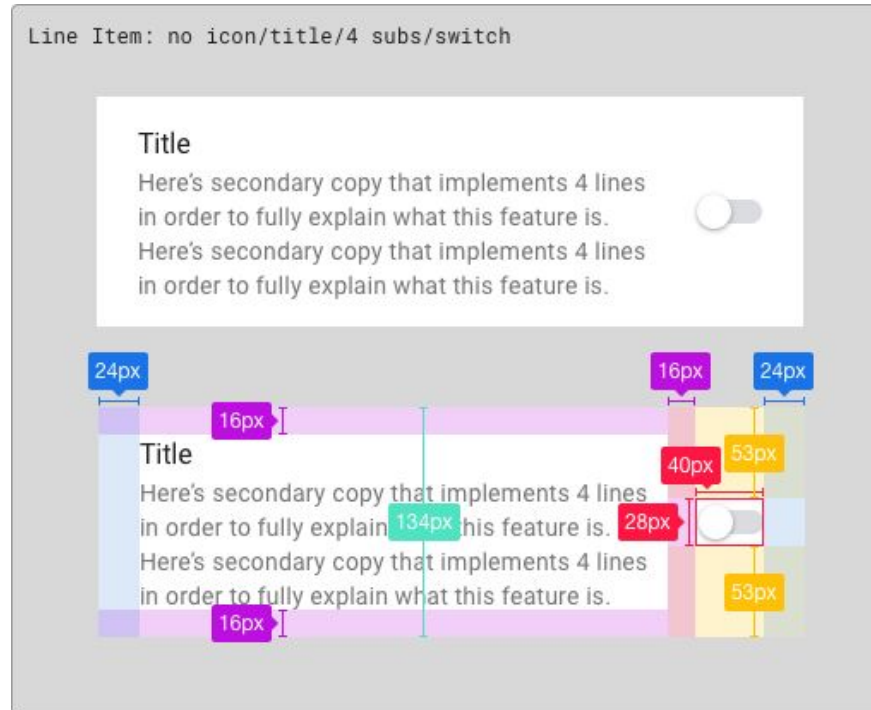 Line Item: no icon/title/4 subs/switch
Title
Here's secondary copy that implements 4 lines
in order to fully explain what this feature is.
Here's secondary copy that implements 4 lines
in order to fully explain what this feature is.
24px
16px
24px
16px
Title
53px
40px
Here's secondary copy that implements 4 lines
in order to fully explain 134px this feature is.
28px
Here's secondary copy that implements 4 lines
in order to fully explain what this feature is.
53px
16px